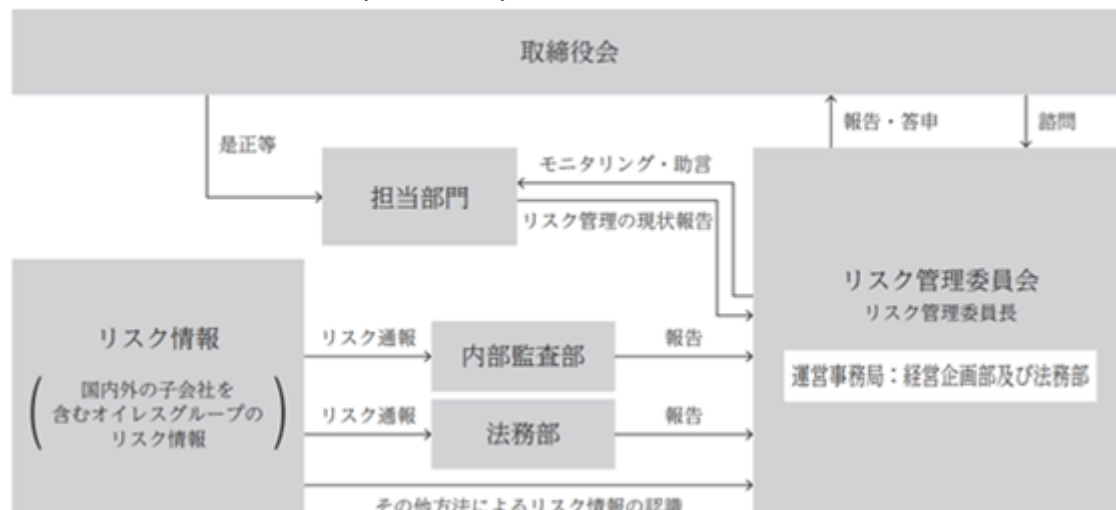 取締役会
是正等
報告・答申
諮問
担当部門
モニタリング・助言
リスク管理の現状報告
リスク管理委員会
リスク管理委員長
運営事務局：経営企画部及び法務部
リスク情報
国内外の子会社を
含むオイレスグループの
リスク情報
リスク通報
内部監査部
報告
リスク通報
法務部
報告
その他方法によるリスク情報の認識